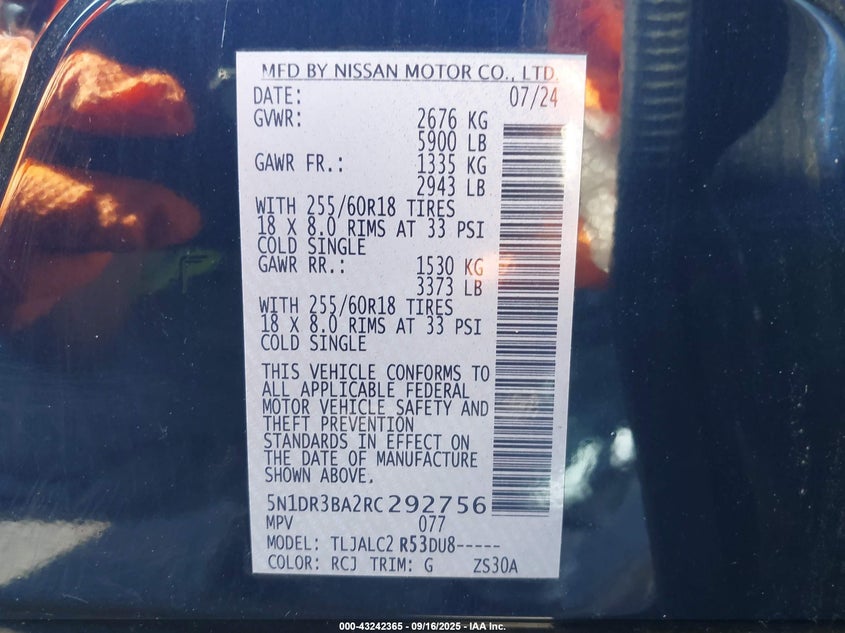 MFD BY NISSAN MOTOR CO., LTD.
DATE: 07/24
GVWR: 2676 KG
5900 LB
GAWR FR.: 1335 KG
2943 LB
WITH 255/60R18 TIRES
18 X 8.0 RIMS AT 33 PSI
COLD SINGLE
GAWR RR.: 1530 KG
3373 LB
WITH 255/60R18 TIRES
18 X 8.0 RIMS AT 33 PSI
COLD SINGLE
THIS VEHICLE CONFORMS TO
ALL APPLICABLE FEDERAL
MOTOR VEHICLE SAFETY AND
THEFT PREVENTION
STANDARDS IN EFFECT ON
THE DATE OF MANUFACTURE
SHOWN ABOVE.
5N1DR3BA2RC292756
MPV 077
MODEL: TLJALC2 R53DU8-----
COLOR: RCJ TRIM: G ZS30A
000-43242365 - 09/16/2025 - IAA Inc.